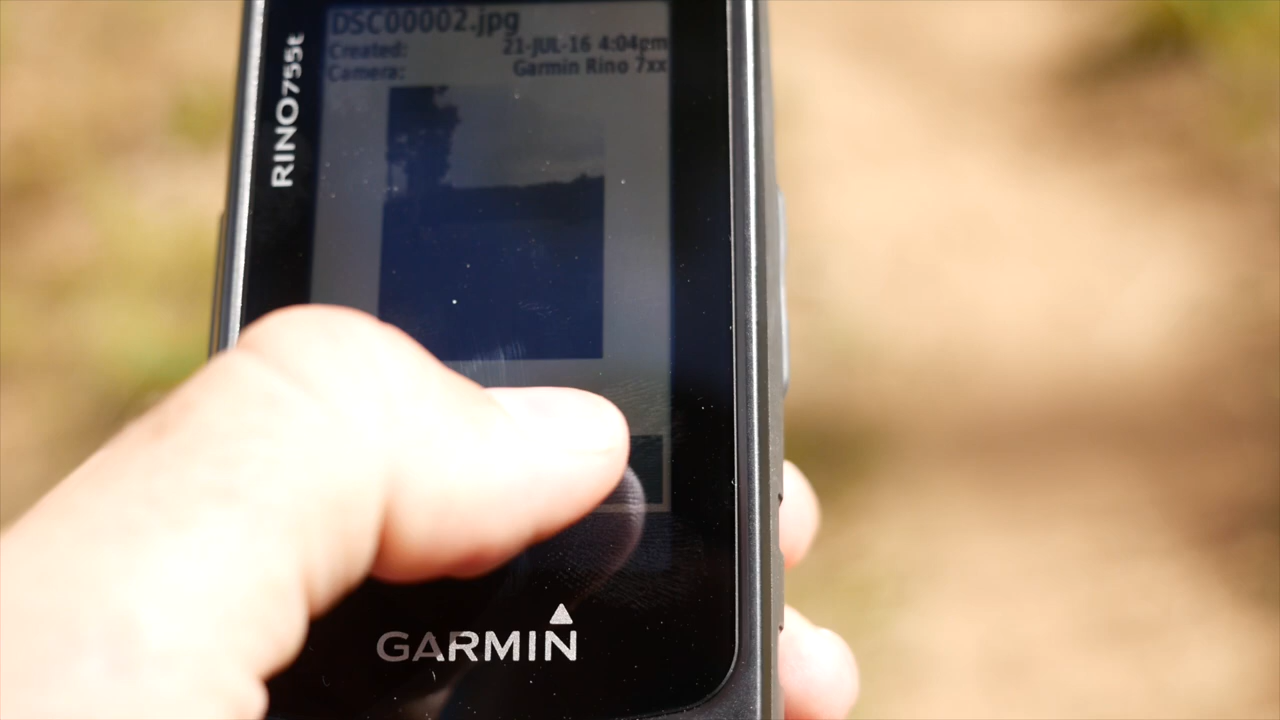 DSC00002.jpg
Created: 21-JUL-16 4:04pm
Camera: Garmin Rino 7xx
RINO755t
GARMIN